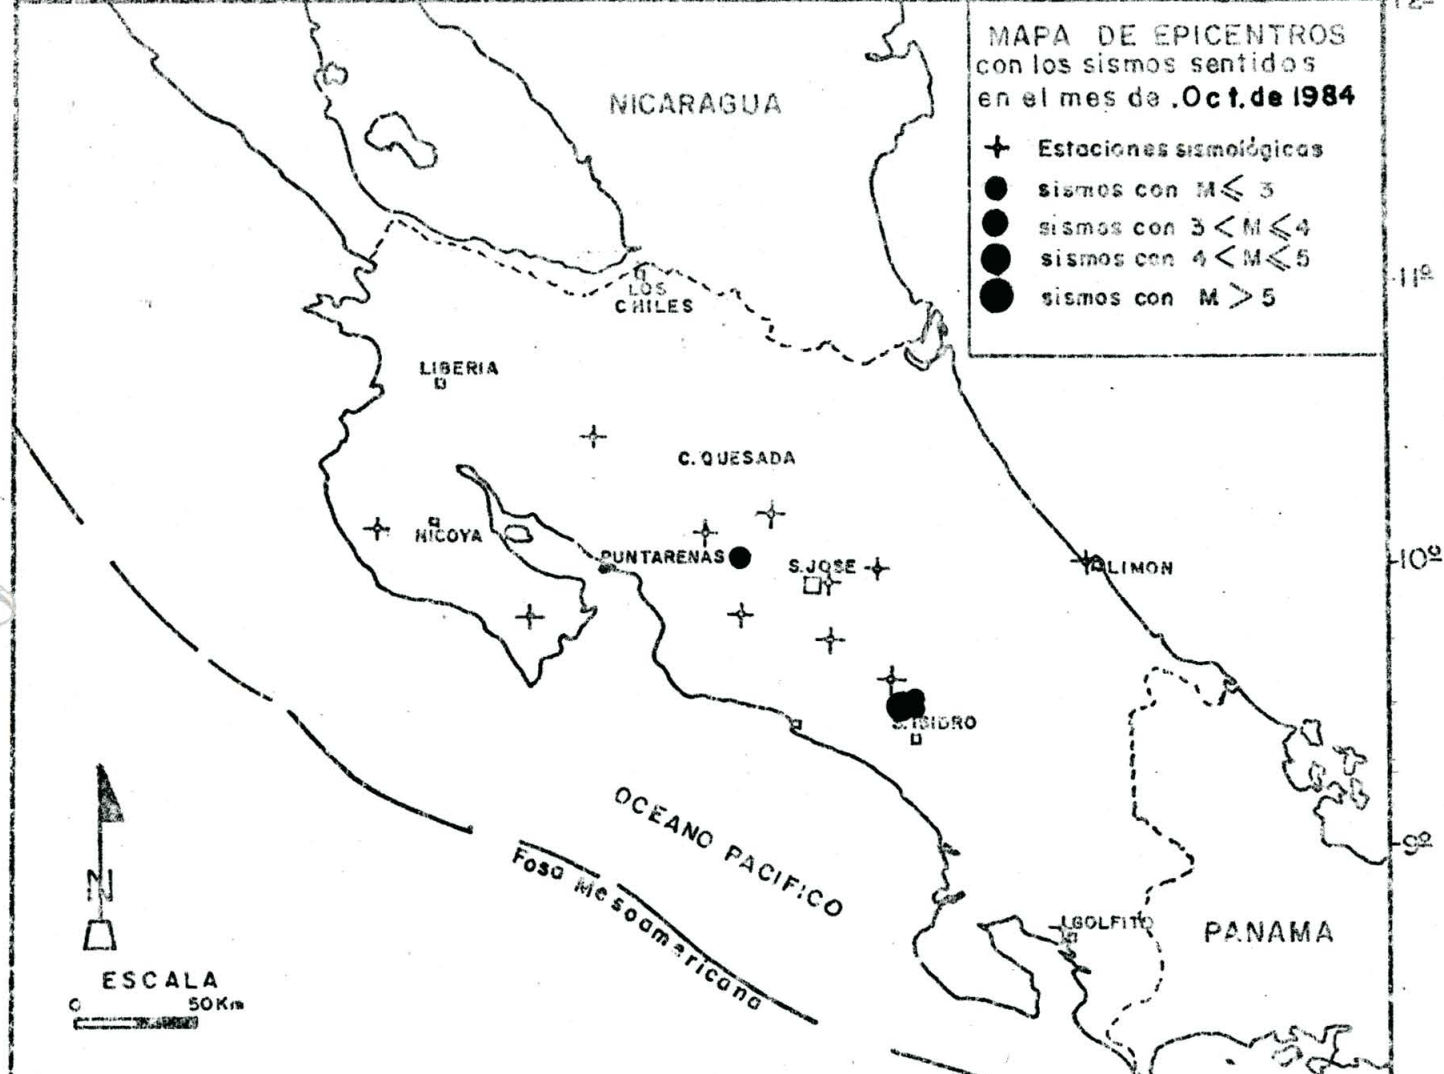 12º
MAPA DE EPICENTROS
con los sismos sentidos
en el mes de .Oct.de 1984
Estaciones sismológicas
sismos con M⩽ 3
sismos con 3 < M ⩽ 4
sismos con 4 < M ⩽ 5
sismos con M > 5
NICARAGUA
11º
LOS
CHILES
LIBERIA
C. QUESADA
NICOYA
PUNTARENAS
S.JOSE
LIMON
10º
S. ISIDRO
OCEANO PACIFICO
9º
Fosa Mesoamericana
N
GOLFITO
PANAMA
ESCALA
0 50Km